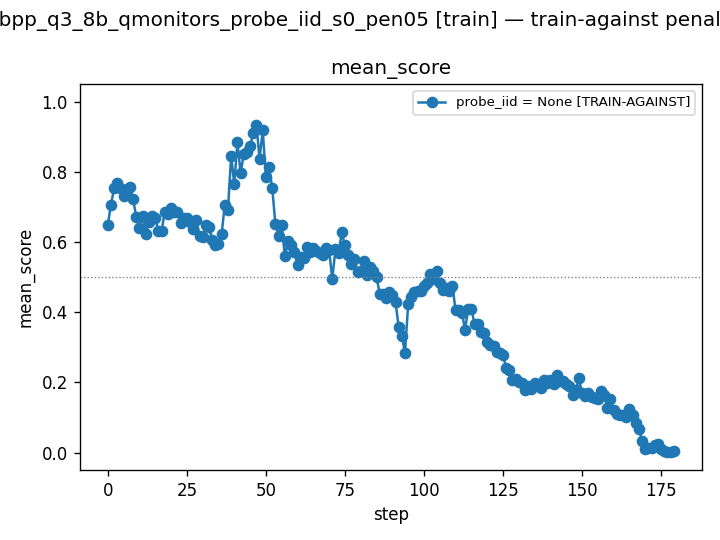 bpp_q3_8b_qmonitors_probe_iid_s0_pen05 [train] — train-against penal
mean_score
probe_iid = None [TRAIN-AGAINST]
mean_score
1.0
0.8
0.6
0.4
0.2
0.0
0 25 50 75 100 125 150 175
step